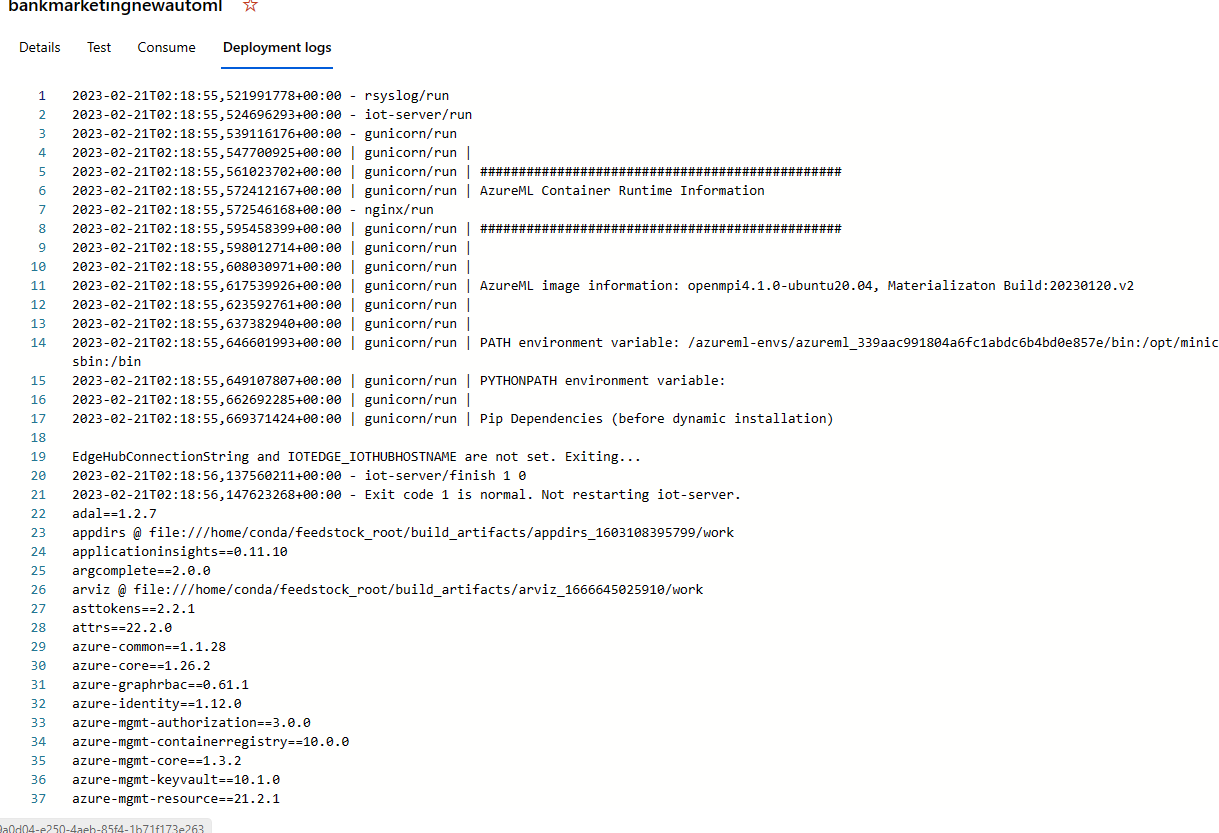 bankmarketingnewautoml ☆
Details Test Consume Deployment logs
1 2023-02-21T02:18:55,521991778+00:00 - rsyslog/run
2 2023-02-21T02:18:55,524696293+00:00 - iot-server/run
3 2023-02-21T02:18:55,539116176+00:00 - gunicorn/run
4 2023-02-21T02:18:55,547700925+00:00 | gunicorn/run |
5 2023-02-21T02:18:55,561023702+00:00 | gunicorn/run | ###############################################
6 2023-02-21T02:18:55,572412167+00:00 | gunicorn/run | AzureML Container Runtime Information
7 2023-02-21T02:18:55,572546168+00:00 - nginx/run
8 2023-02-21T02:18:55,595458399+00:00 | gunicorn/run | ###############################################
9 2023-02-21T02:18:55,598012714+00:00 | gunicorn/run |
10 2023-02-21T02:18:55,608030971+00:00 | gunicorn/run |
11 2023-02-21T02:18:55,617539926+00:00 | gunicorn/run | AzureML image information: openmpi4.1.0-ubuntu20.04, Materializaton Build:20230120.v2
12 2023-02-21T02:18:55,623592761+00:00 | gunicorn/run |
13 2023-02-21T02:18:55,637382940+00:00 | gunicorn/run |
14 2023-02-21T02:18:55,646601993+00:00 | gunicorn/run | PATH environment variable: /azureml-envs/azureml_339aac991804a6fc1abdc6b4bd0e857e/bin:/opt/minic
sbin:/bin
15 2023-02-21T02:18:55,649107807+00:00 | gunicorn/run | PYTHONPATH environment variable:
16 2023-02-21T02:18:55,662692285+00:00 | gunicorn/run |
17 2023-02-21T02:18:55,669371424+00:00 | gunicorn/run | Pip Dependencies (before dynamic installation)
18
19 EdgeHubConnectionString and IOTEDGE_IOTHUBHOSTNAME are not set. Exiting...
20 2023-02-21T02:18:56,137560211+00:00 - iot-server/finish 1 0
21 2023-02-21T02:18:56,147623268+00:00 - Exit code 1 is normal. Not restarting iot-server.
22 adal==1.2.7
23 appdirs @ file:///home/conda/feedstock_root/build_artifacts/appdirs_1603108395799/work
24 applicationinsights==0.11.10
25 argcomplete==2.0.0
26 arviz @ file:///home/conda/feedstock_root/build_artifacts/arviz_1666645025910/work
27 asttokens==2.2.1
28 attrs==22.2.0
29 azure-common==1.1.28
30 azure-core==1.26.2
31 azure-graphrbac==0.61.1
32 azure-identity==1.12.0
33 azure-mgmt-authorization==3.0.0
34 azure-mgmt-containerregistry==10.0.0
35 azure-mgmt-core==1.3.2
36 azure-mgmt-keyvault==10.1.0
37 azure-mgmt-resource==21.2.1